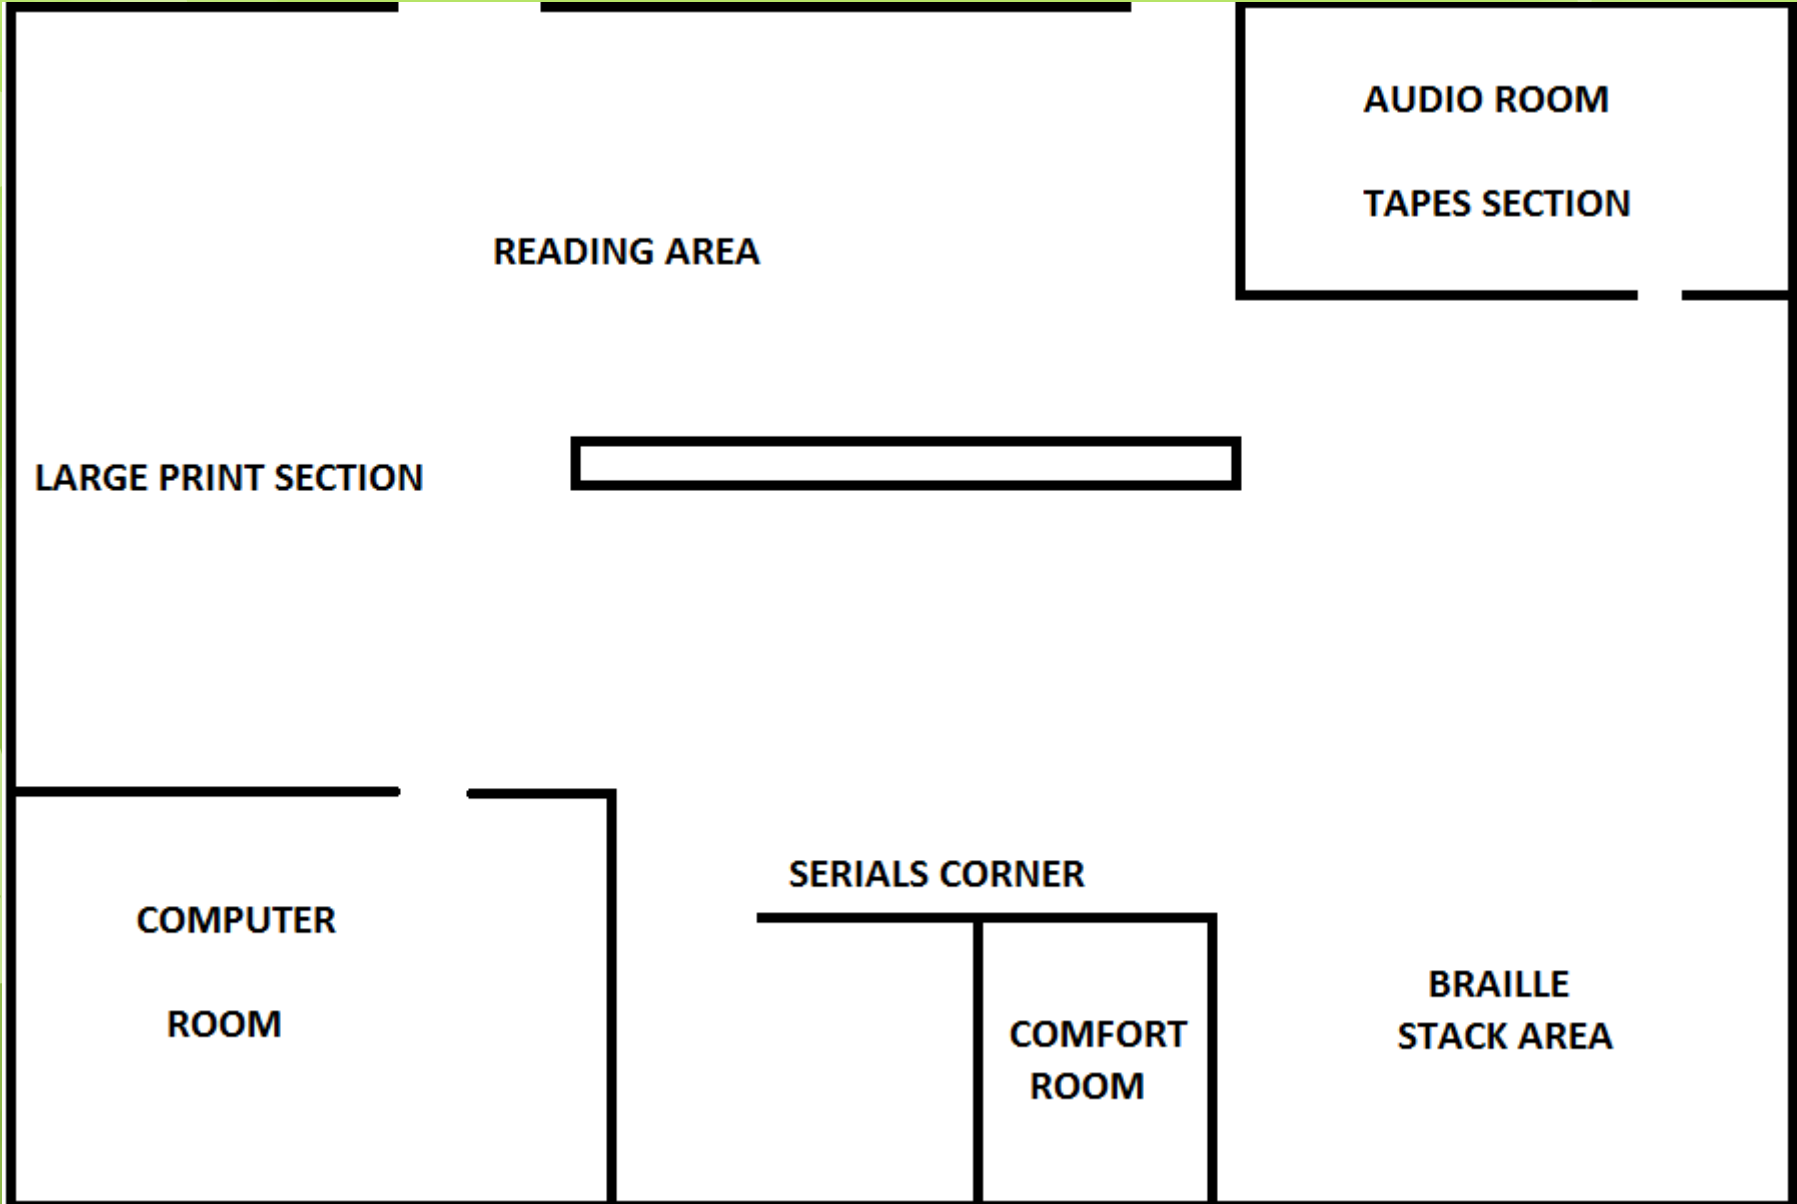 AUDIO ROOM
TAPES SECTION
READING AREA
LARGE PRINT SECTION
SERIALS CORNER
COMPUTER
ROOM
COMFORT
ROOM
BRAILLE
STACK AREA